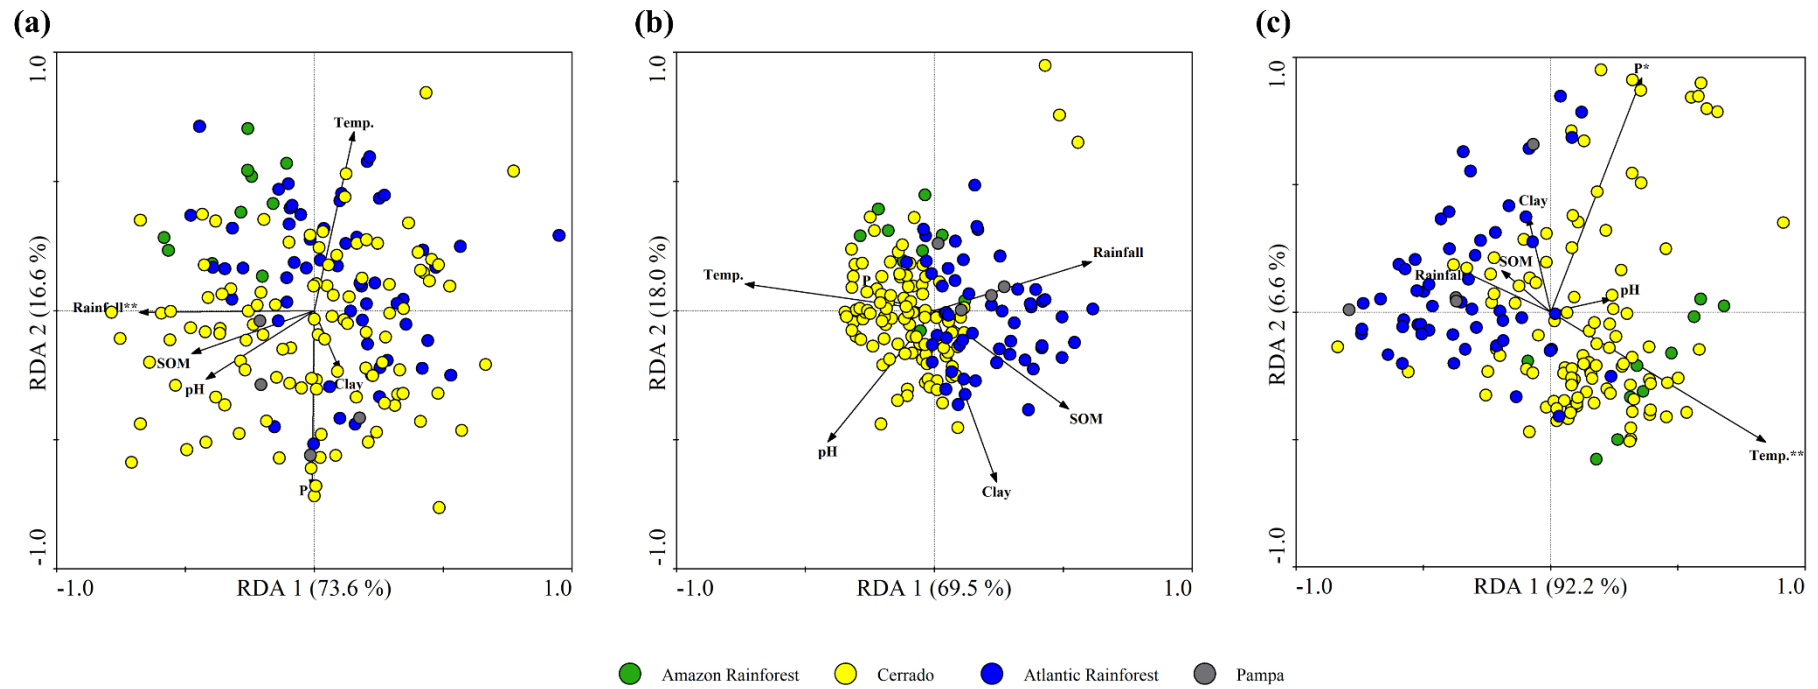 (a)
1.0
RDA 2 (16.6 %)
-1.0
-1.0
RDA 1 (73.6 %)
1.0
Temp.
Rainfall**
SOM
pH
Clay
P
(b)
1.0
RDA 2 (18.0 %)
-1.0
-1.0
RDA 1 (69.5 %)
1.0
Temp.
P
Rainfall
SOM
pH
Clay
(c)
1.0
RDA 2 (6.6 %)
-1.0
-1.0
RDA 1 (92.2 %)
1.0
P*
Clay
SOM
Rainfall
pH
Temp.**
Amazon Rainforest
Cerrado
Atlantic Rainforest
Pampa